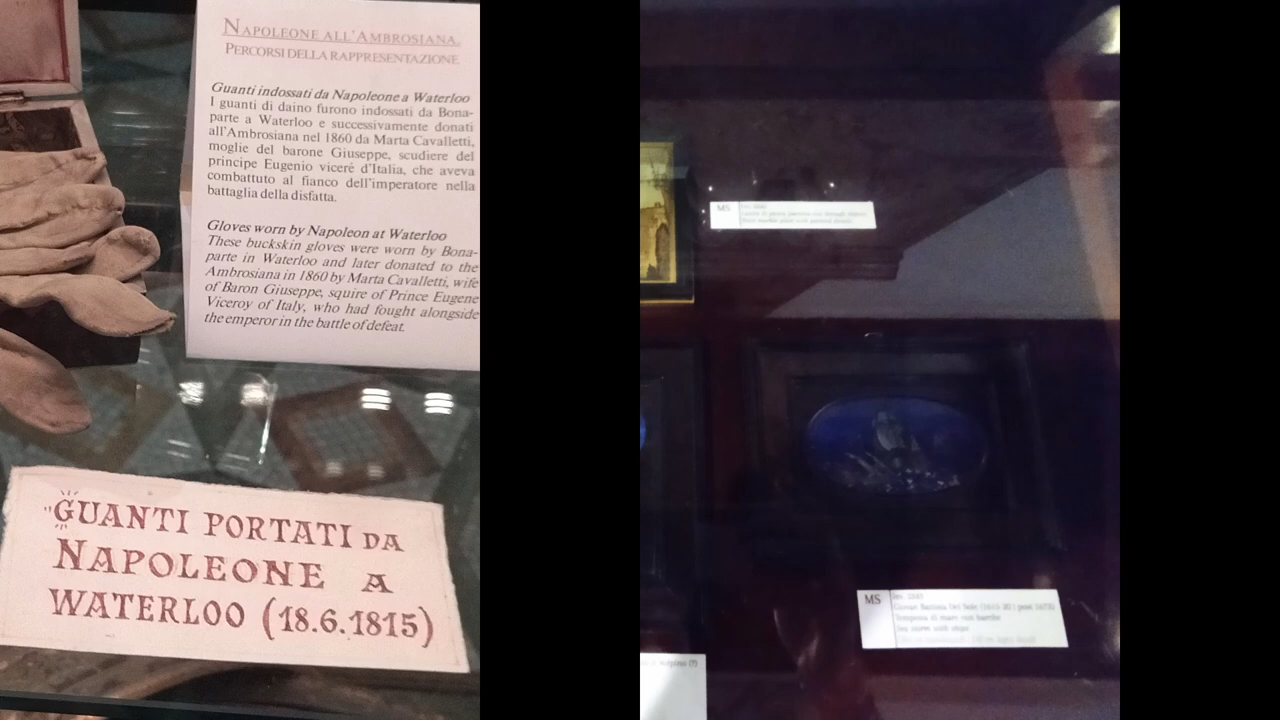 NAPOLEONE ALL'AMBROSIANA.
PERCORSI DELLA RAPPRESENTAZIONE
Guanti indossati da Napoleone a Waterloo
I guanti di daino furono indossati da Bona-
parte a Waterloo e successivamente donati
all'Ambrosiana nel 1860 da Marta Cavalletti,
moglie del barone Giuseppe, scudiere del
principe Eugenio viceré d'Italia, che aveva
combattuto al fianco dell'imperatore nella
battaglia della disfatta.
Gloves worn by Napoleon at Waterloo
These buckskin gloves were worn by Bona-
parte in Waterloo and later donated to the
Ambrosiana in 1860 by Marta Cavalletti, wife
of Baron Giuseppe, squire of Prince Eugene
Viceroy of Italy, who had fought alongside
the emperor in the battle of defeat.
"GUANTI PORTATI DA
NAPOLEONE A
WATERLOO (18.6.1815)
MS
MS
Tempesta di mare con barche
Sea storm with ships
(?)